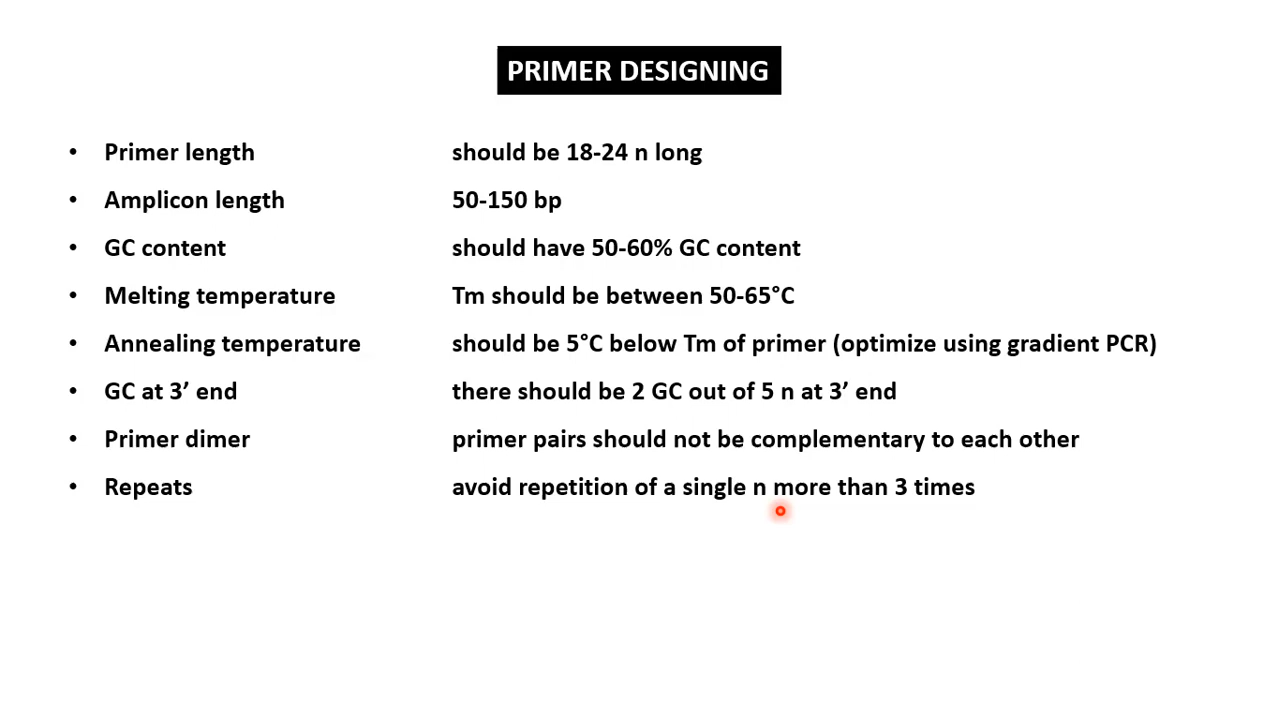 PRIMER DESIGNING
• Primer length should be 18-24 n long
• Amplicon length 50-150 bp
• GC content should have 50-60% GC content
• Melting temperature Tm should be between 50-65°C
• Annealing temperature should be 5°C below Tm of primer (optimize using gradient PCR)
• GC at 3’ end there should be 2 GC out of 5 n at 3’ end
• Primer dimer primer pairs should not be complementary to each other
• Repeats avoid repetition of a single n more than 3 times